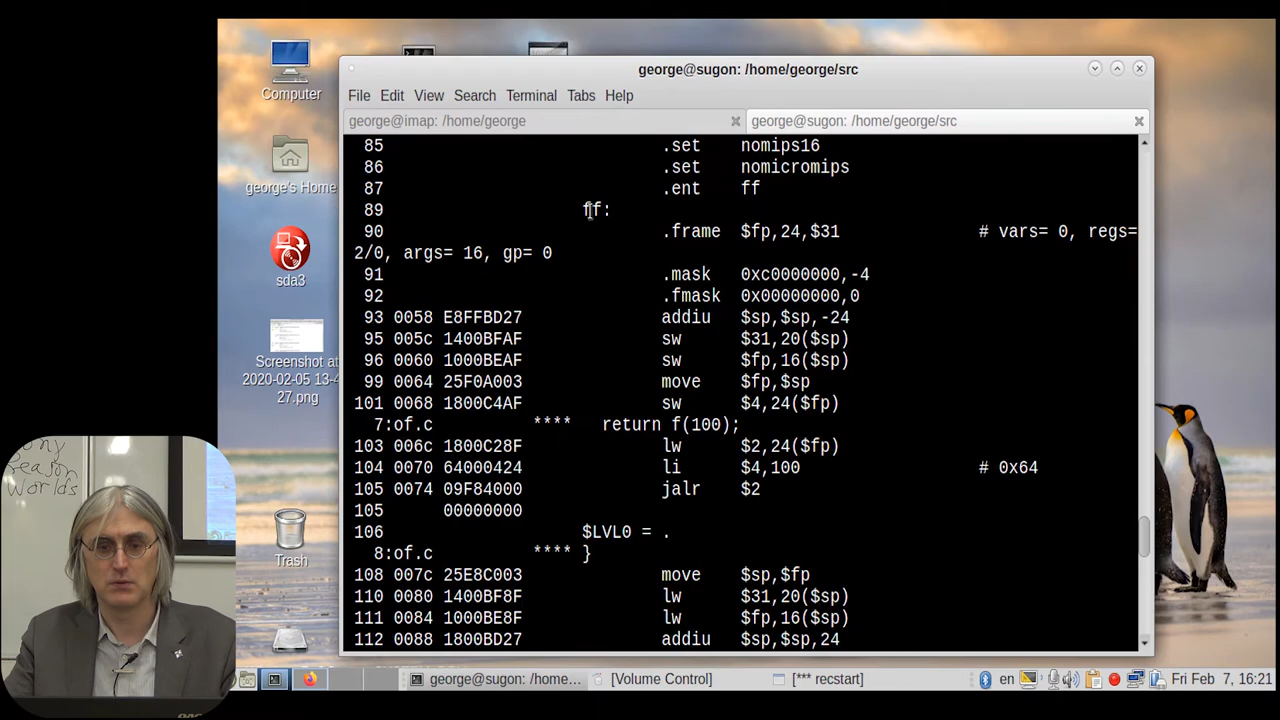 Computer
george's Home
sda3
Screenshot at
2020-02-05 13-4
27.png
Trash
george@sugon: /home/george/src
File Edit View Search Terminal Tabs Help
george@imap: /home/george
george@sugon: /home/george/src
85 .set nomips16
86 .set nomicromips
87 .ent ff
89 ff:
90 .frame $fp,24,$31 # vars= 0, regs=
2/0, args= 16, gp= 0
91 .mask 0xc0000000,-4
92 .fmask 0x00000000,0
93 0058 E8FFBD27 addiu $sp,$sp,-24
95 005c 1400BFAF sw $31,20($sp)
96 0060 1000BEAF sw $fp,16($sp)
99 0064 25F0A003 move $fp,$sp
101 0068 1800C4AF sw $4,24($fp)
7:of.c **** return f(100);
103 006c 1800C28F lw $2,24($fp)
104 0070 64000424 li $4,100 # 0x64
105 0074 09F84000 jalr $2
105 00000000
106 $LVL0 = .
8:of.c **** }
108 007c 25E8C003 move $sp,$fp
110 0080 1400BF8F lw $31,20($sp)
111 0084 1000BE8F lw $fp,16($sp)
112 0088 1800BD27 addiu $sp,$sp,24
george@sugon: /home...
[Volume Control]
[*** recstart]
en
Fri Feb 7, 16:21
Reason
Worlds